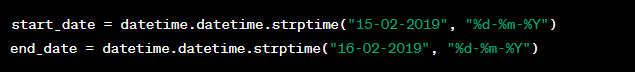 start_date = datetime.datetime.strptime("15-02-2019", "%d-%m-%Y")
end_date = datetime.datetime.strptime("16-02-2019", "%d-%m-%Y")